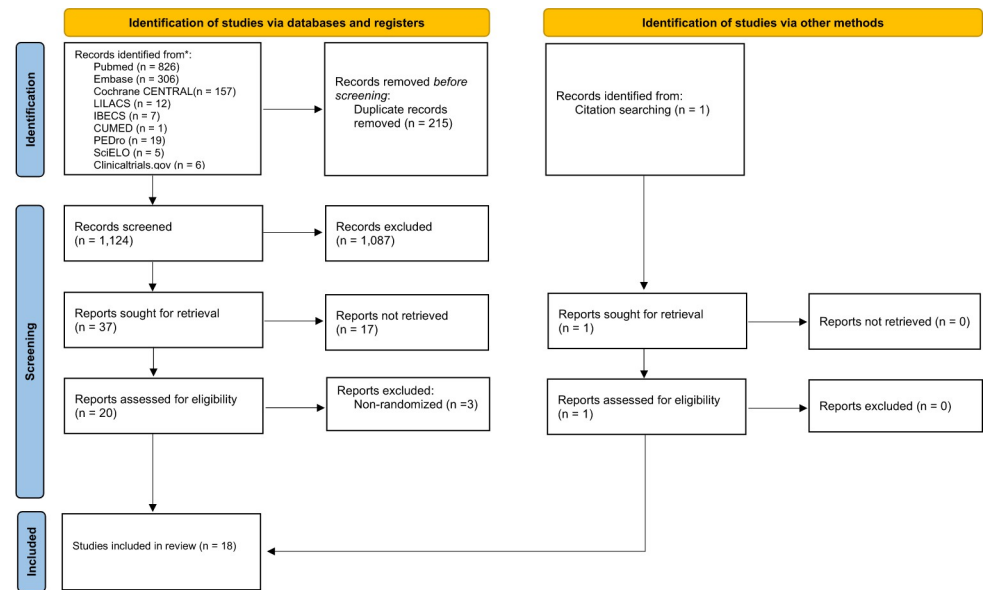 Identification of studies via databases and registers
Identification of studies via other methods
Identification
Records identified from*:
Pubmed (n = 826)
Embase (n = 306)
Cochrane CENTRAL(n = 157)
LILACS (n = 12)
IBECS (n = 7)
CUMED (n = 1)
PEDro (n = 19)
SciELO (n = 5)
Clinicaltrials.gov (n = 6)
Records removed before
screening:
Duplicate records
removed (n = 215)
Records identified from:
Citation searching (n = 1)
Screening
Records screened
(n = 1,124)
Records excluded
(n = 1,087)
Reports sought for retrieval
(n = 37)
Reports not retrieved
(n = 17)
Reports sought for retrieval
(n = 1)
Reports not retrieved (n = 0)
Reports assessed for eligibility
(n = 20)
Reports excluded:
Non-randomized (n =3)
Reports assessed for eligibility
(n = 1)
Reports excluded (n = 0)
Included
Studies included in review (n = 18)